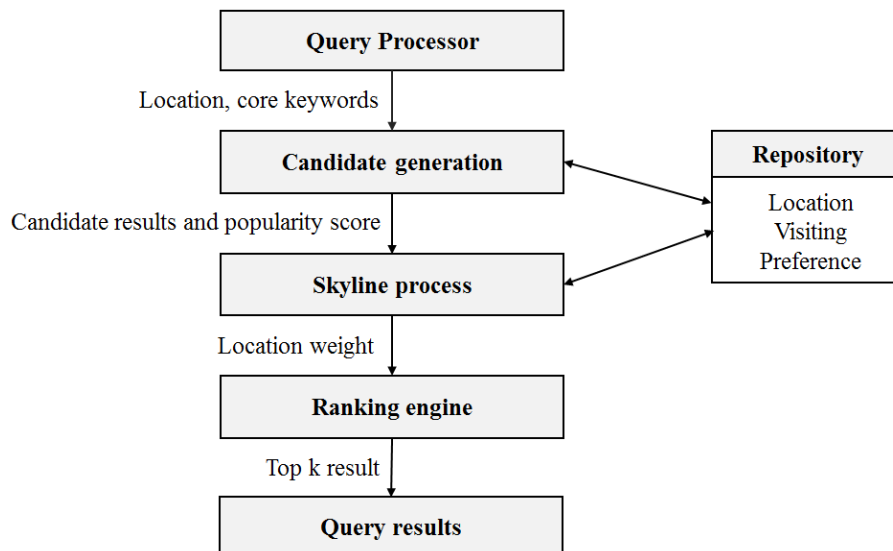 Query Processor
Location, core keywords
Candidate generation
Repository
Location
Visiting
Preference
Candidate results and popularity score
Skyline process
Location weight
Ranking engine
Top k result
Query results